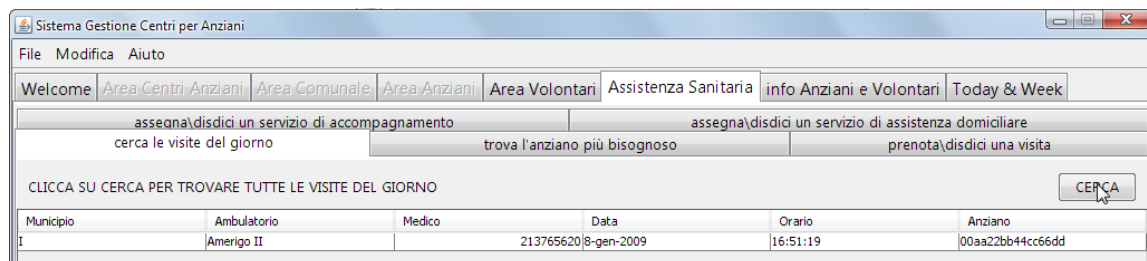 Sistema Gestione Centri per Anziani
File Modifica Aiuto
Welcome Area Centri Anziani Area Comunale Area Anziani Area Volontari Assistenza Sanitaria info Anziani e Volontari Today & Week
assegna\disdici un servizio di accompagnamento assegna\disdici un servizio di assistenza domiciliare
cerca le visite del giorno trova l'anziano più bisognoso prenota\disdici una visita
CLICCA SU CERCA PER TROVARE TUTTE LE VISITE DEL GIORNO CERCA
Municipio Ambulatorio Medico Data Orario Anziano
I Amerigo II 213765620 8-gen-2009 16:51:19 00aa22bb44cc66dd